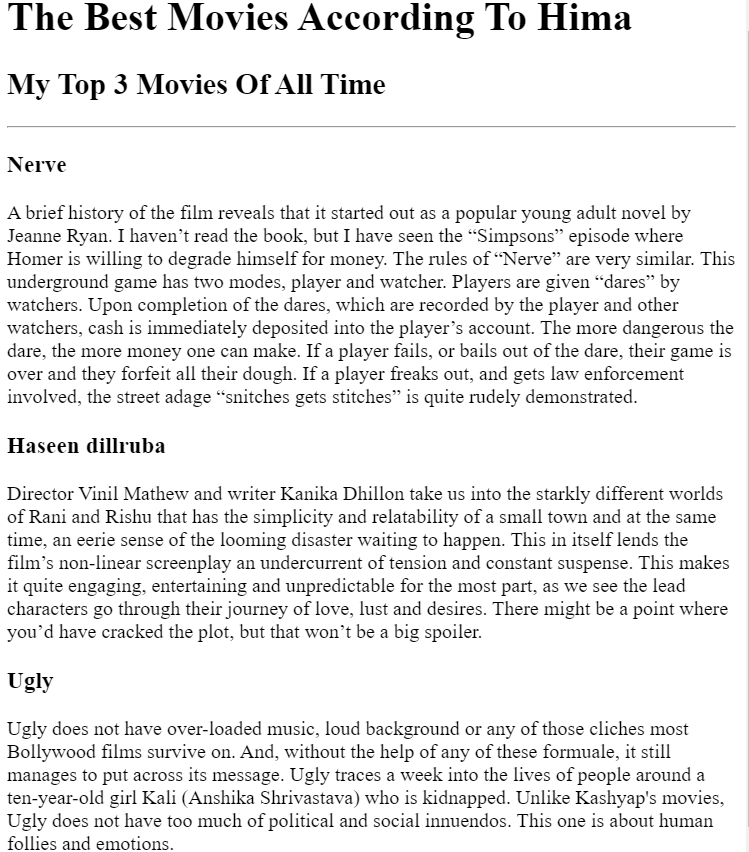 The Best Movies According To Hima
My Top 3 Movies Of All Time
Nerve
A brief history of the film reveals that it started out as a popular young adult novel by
Jeanne Ryan. I haven’t read the book, but I have seen the “Simpsons” episode where
Homer is willing to degrade himself for money. The rules of “Nerve” are very similar. This
underground game has two modes, player and watcher. Players are given “dares” by
watchers. Upon completion of the dares, which are recorded by the player and other
watchers, cash is immediately deposited into the player’s account. The more dangerous the
dare, the more money one can make. If a player fails, or bails out of the dare, their game is
over and they forfeit all their dough. If a player freaks out, and gets law enforcement
involved, the street adage “snitches gets stitches” is quite rudely demonstrated.
Haseen dillruba
Director Vinil Mathew and writer Kanika Dhillon take us into the starkly different worlds
of Rani and Rishu that has the simplicity and relatability of a small town and at the same
time, an eerie sense of the looming disaster waiting to happen. This in itself lends the
film’s non-linear screenplay an undercurrent of tension and constant suspense. This makes
it quite engaging, entertaining and unpredictable for the most part, as we see the lead
characters go through their journey of love, lust and desires. There might be a point where
you’d have cracked the plot, but that won’t be a big spoiler.
Ugly
Ugly does not have over-loaded music, loud background or any of those cliches most
Bollywood films survive on. And, without the help of any of these formuale, it still
manages to put across its message. Ugly traces a week into the lives of people around a
ten-year-old girl Kali (Anshika Shrivastava) who is kidnapped. Unlike Kashyap's movies,
Ugly does not have too much of political and social innuendos. This one is about human
follies and emotions.